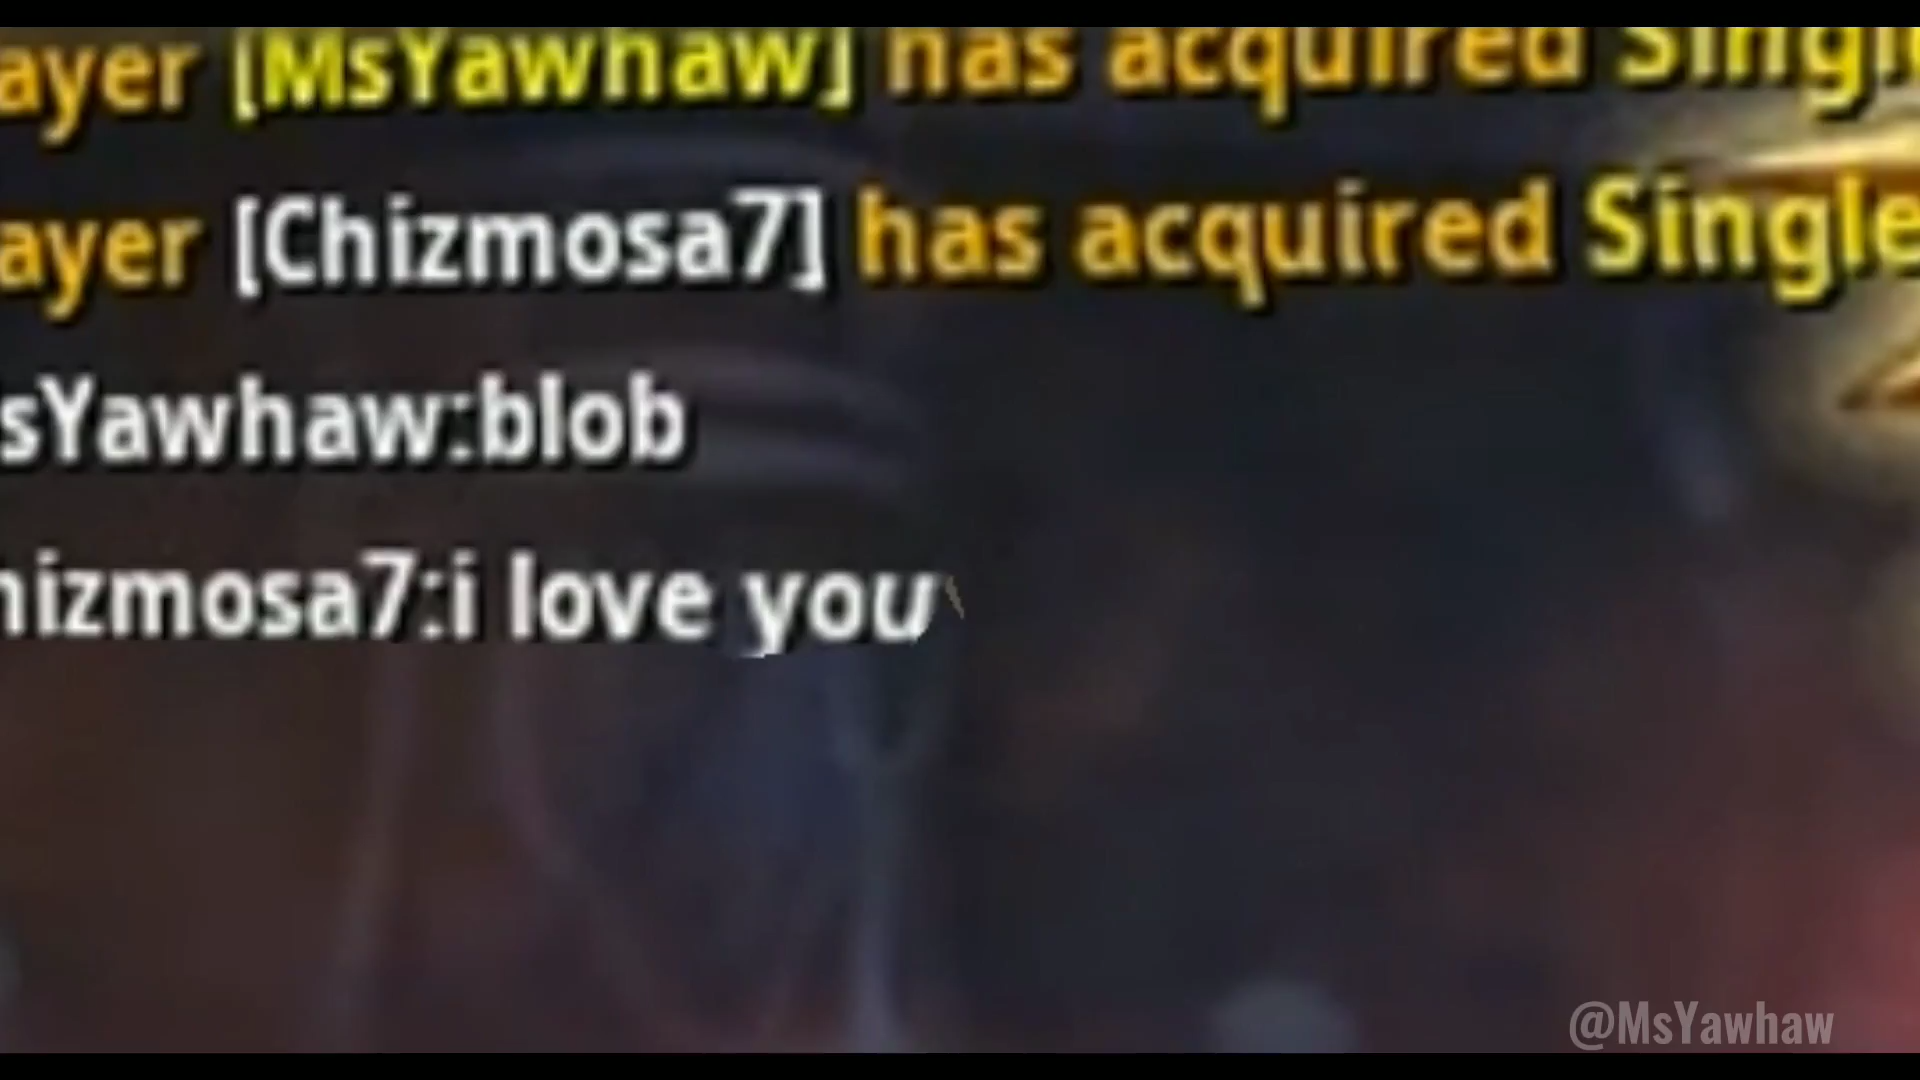 ayer [MsYawhaw] has acquired Singl
ayer [Chizmosa7] has acquired Single
sYawhaw:blob
hizmosa7:i love you
@MsYawhaw